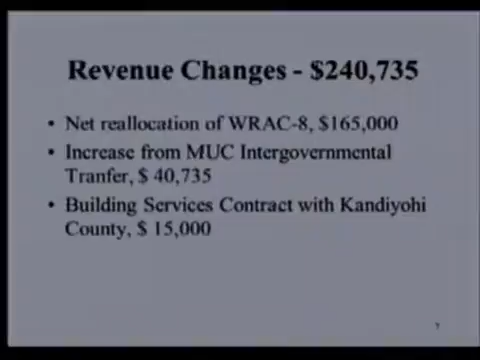 Revenue Changes - $240,735
• Net reallocation of WRAC-8, $165,000
• Increase from MUC Intergovernmental
Tranfer, $ 40,735
• Building Services Contract with Kandiyohi
County, $ 15,000